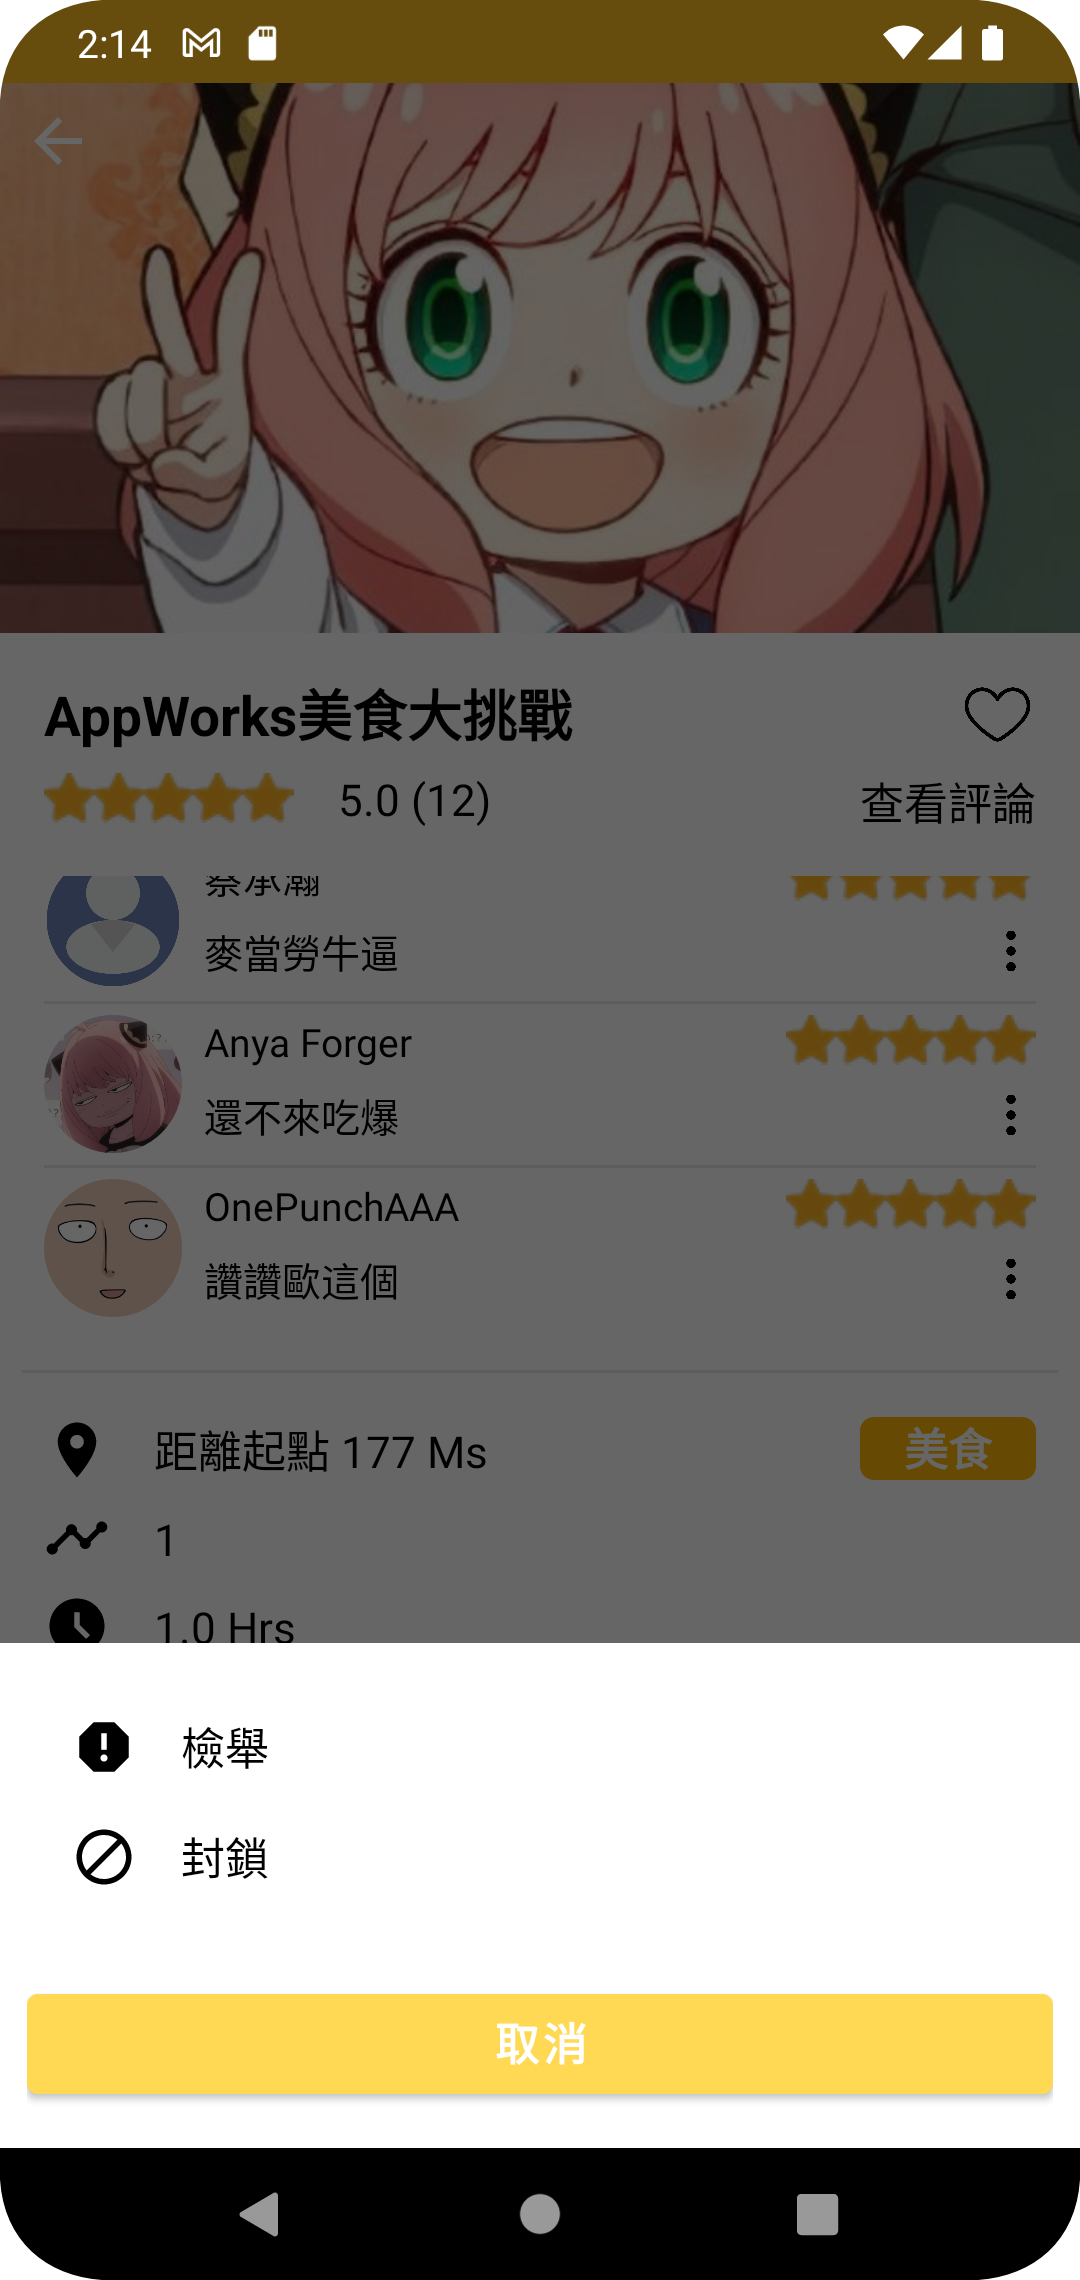 2:14
AppWorks美食大挑戰
5.0 (12)
查看評論
蔡承瀚
麥當勞牛逼
Anya Forger
還不來吃爆
OnePunchAAA
讚讚歐這個
距離起點 177 Ms
美食
1
1.0 Hrs
檢舉
封鎖
取消